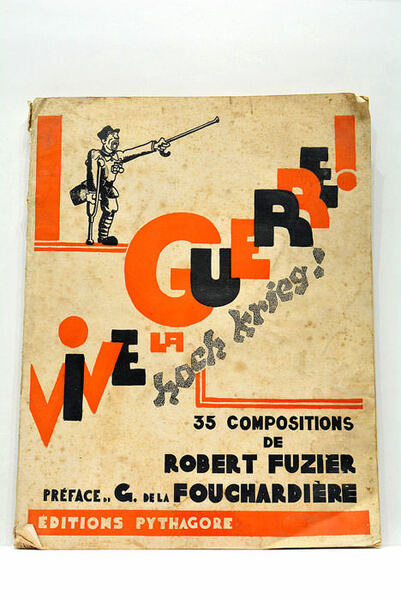 VIVE LA GUERRE!
hoch krieg!
35 COMPOSITIONS
DE
ROBERT FUZIER
PRÉFACE DE G. DE LA FOUCHARDIÈRE
ÉDITIONS PYTHAGORE